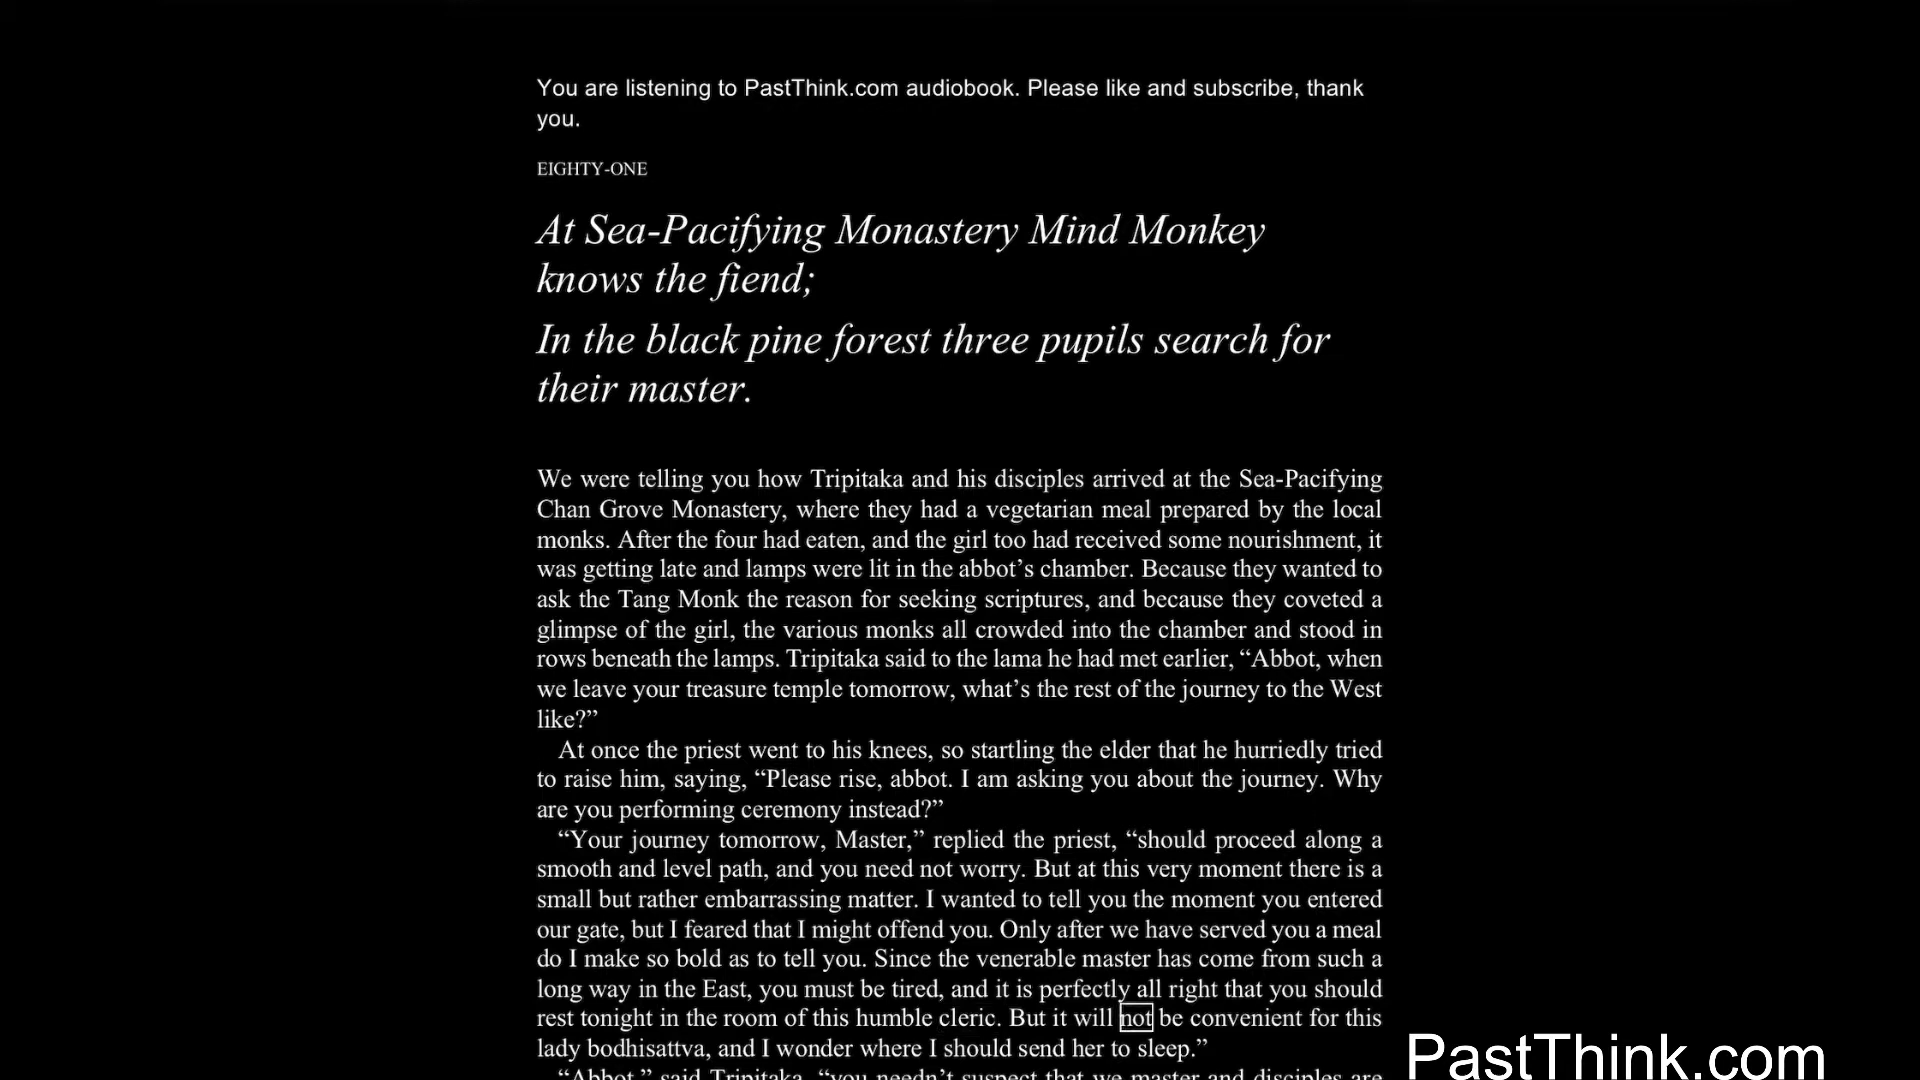 You are listening to PastThink.com audiobook. Please like and subscribe, thank
you.
EIGHTY-ONE
At Sea-Pacifying Monastery Mind Monkey
knows the fiend;
In the black pine forest three pupils search for
their master.
We were telling you how Tripitaka and his disciples arrived at the Sea-Pacifying
Chan Grove Monastery, where they had a vegetarian meal prepared by the local
monks. After the four had eaten, and the girl too had received some nourishment, it
was getting late and lamps were lit in the abbot’s chamber. Because they wanted to
ask the Tang Monk the reason for seeking scriptures, and because they coveted a
glimpse of the girl, the various monks all crowded into the chamber and stood in
rows beneath the lamps. Tripitaka said to the lama he had met earlier, “Abbot, when
we leave your treasure temple tomorrow, what’s the rest of the journey to the West
like?”
At once the priest went to his knees, so startling the elder that he hurriedly tried
to raise him, saying, “Please rise, abbot. I am asking you about the journey. Why
are you performing ceremony instead?”
“Your journey tomorrow, Master,” replied the priest, “should proceed along a
smooth and level path, and you need not worry. But at this very moment there is a
small but rather embarrassing matter. I wanted to tell you the moment you entered
our gate, but I feared that I might offend you. Only after we have served you a meal
do I make so bold as to tell you. Since the venerable master has come from such a
long way in the East, you must be tired, and it is perfectly all right that you should
rest tonight in the room of this humble cleric. But it will not be convenient for this
lady bodhisattva, and I wonder where I should send her to sleep.”
“Abbot,” said Tripitaka, “you needn’t suspect that we master and disciples are
PastThink.com